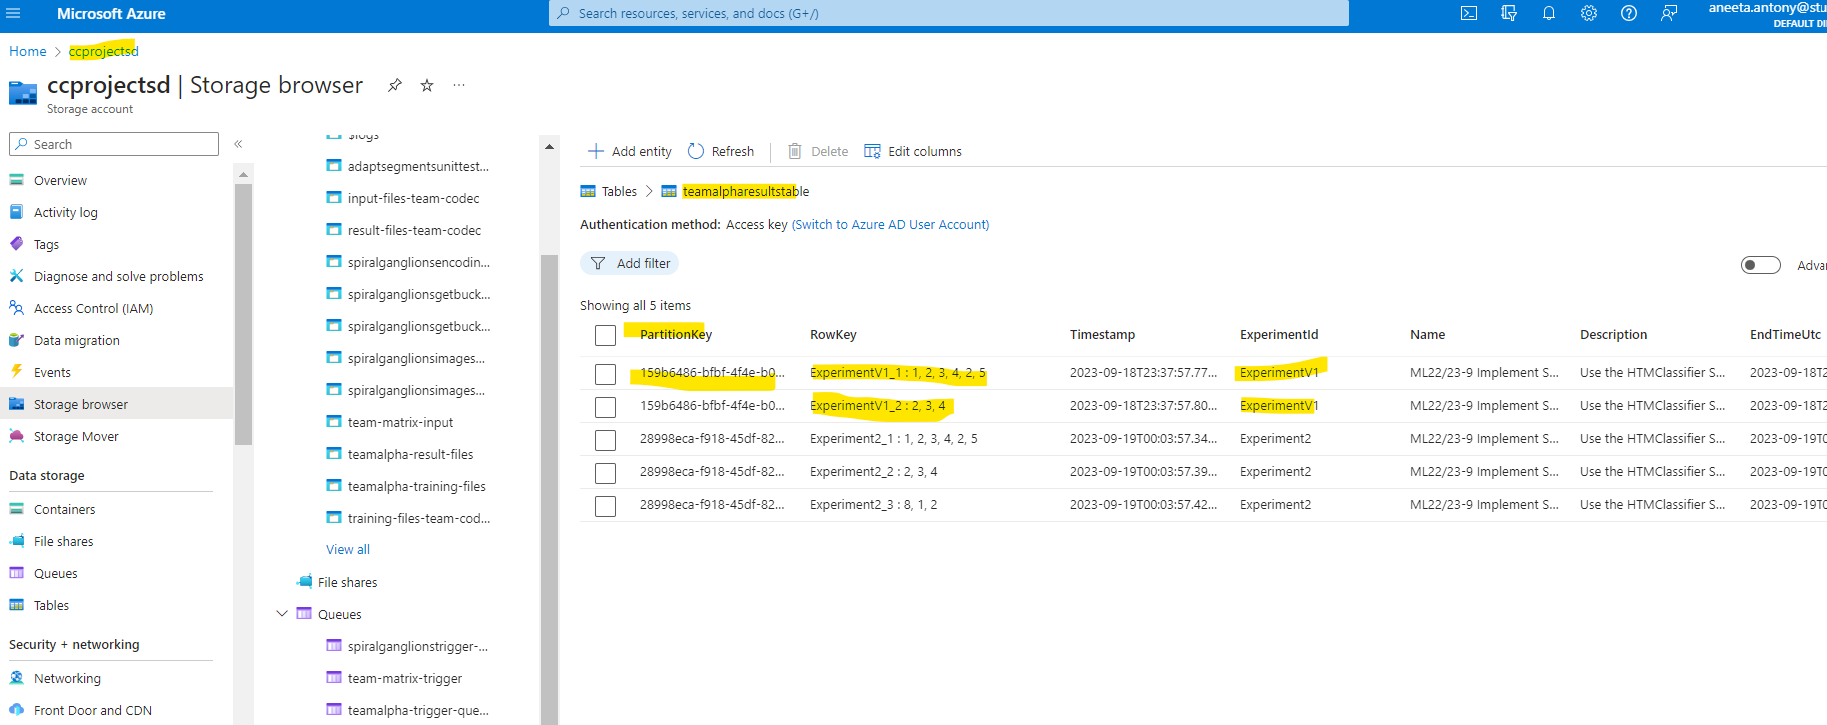 Microsoft Azure
Search resources, services, and docs (G+/)
aneeta.antony@stu
DEFAULT DI
Home > ccprojectsd
ccprojectsd | Storage browser
Storage account
Search
«
Overview
Activity log
Tags
Diagnose and solve problems
Access Control (IAM)
Data migration
Events
Storage browser
Storage Mover
Data storage
Containers
File shares
Queues
Tables
Security + networking
Networking
Front Door and CDN
$logs
adaptsegmentsunittest...
input-files-team-codec
result-files-team-codec
spiralganglionsencodin...
spiralganglionsgetbuck...
spiralganglionsgetbuck...
spiralganglionsimages...
spiralganglionsimages...
team-matrix-input
teamalpha-result-files
teamalpha-training-files
training-files-team-cod...
View all
File shares
Queues
spiralganglionstrigger-...
team-matrix-trigger
teamalpha-trigger-que...
Add entity Refresh Delete Edit columns
Tables > teamalpharesultstable
Authentication method: Access key (Switch to Azure AD User Account)
Add filter
Adva
Showing all 5 items
PartitionKey RowKey Timestamp ExperimentId Name Description EndTimeUtc
159b6486-bfbf-4f4e-b0... ExperimentV1_1 : 1, 2, 3, 4, 2, 5 2023-09-18T23:37:57.77... ExperimentV1 ML22/23-9 Implement S... Use the HTMClassifier S... 2023-09-18T2
159b6486-bfbf-4f4e-b0... ExperimentV1_2 : 2, 3, 4 2023-09-18T23:37:57.80... ExperimentV1 ML22/23-9 Implement S... Use the HTMClassifier S... 2023-09-18T2
28998eca-f918-45df-82... Experiment2_1 : 1, 2, 3, 4, 2, 5 2023-09-19T00:03:57.34... Experiment2 ML22/23-9 Implement S... Use the HTMClassifier S... 2023-09-19T0
28998eca-f918-45df-82... Experiment2_2 : 2, 3, 4 2023-09-19T00:03:57.39... Experiment2 ML22/23-9 Implement S... Use the HTMClassifier S... 2023-09-19T0
28998eca-f918-45df-82... Experiment2_3 : 8, 1, 2 2023-09-19T00:03:57.42... Experiment2 ML22/23-9 Implement S... Use the HTMClassifier S... 2023-09-19T0